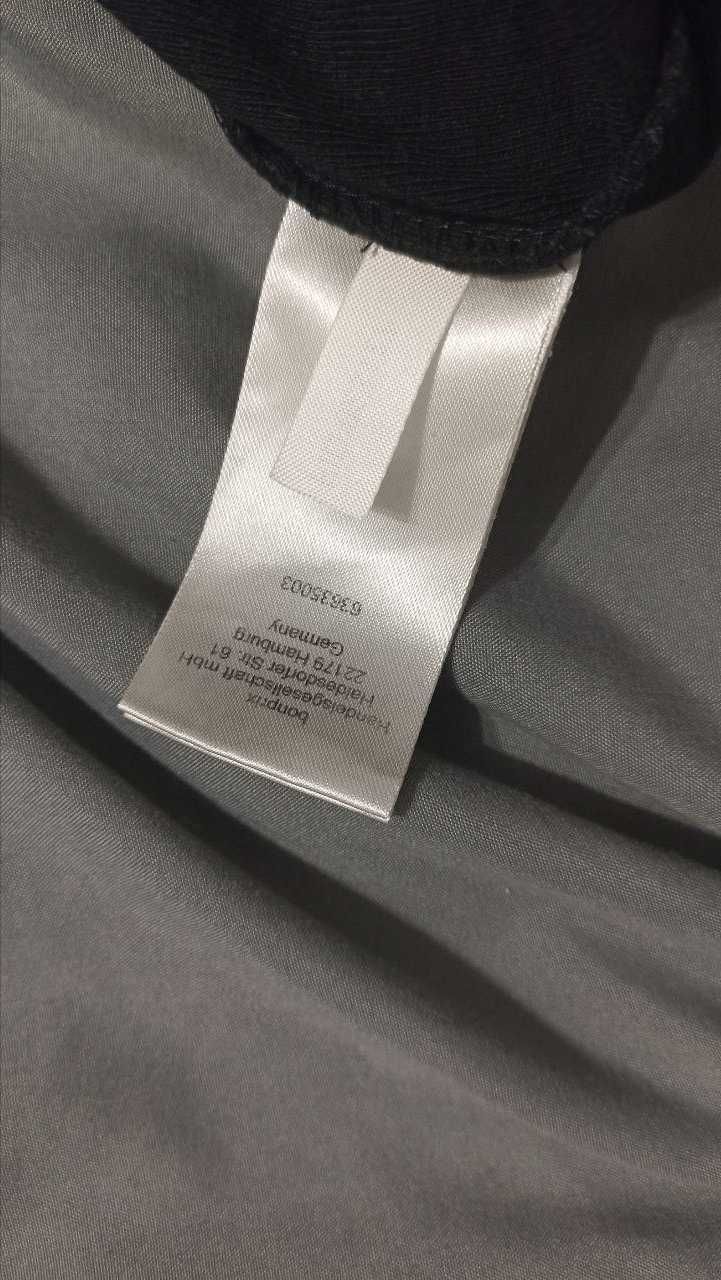 bonprix
Handelsgesellschaft mbH
Haldesdorfer Str. 61
22179 Hamburg
Germany
63635003